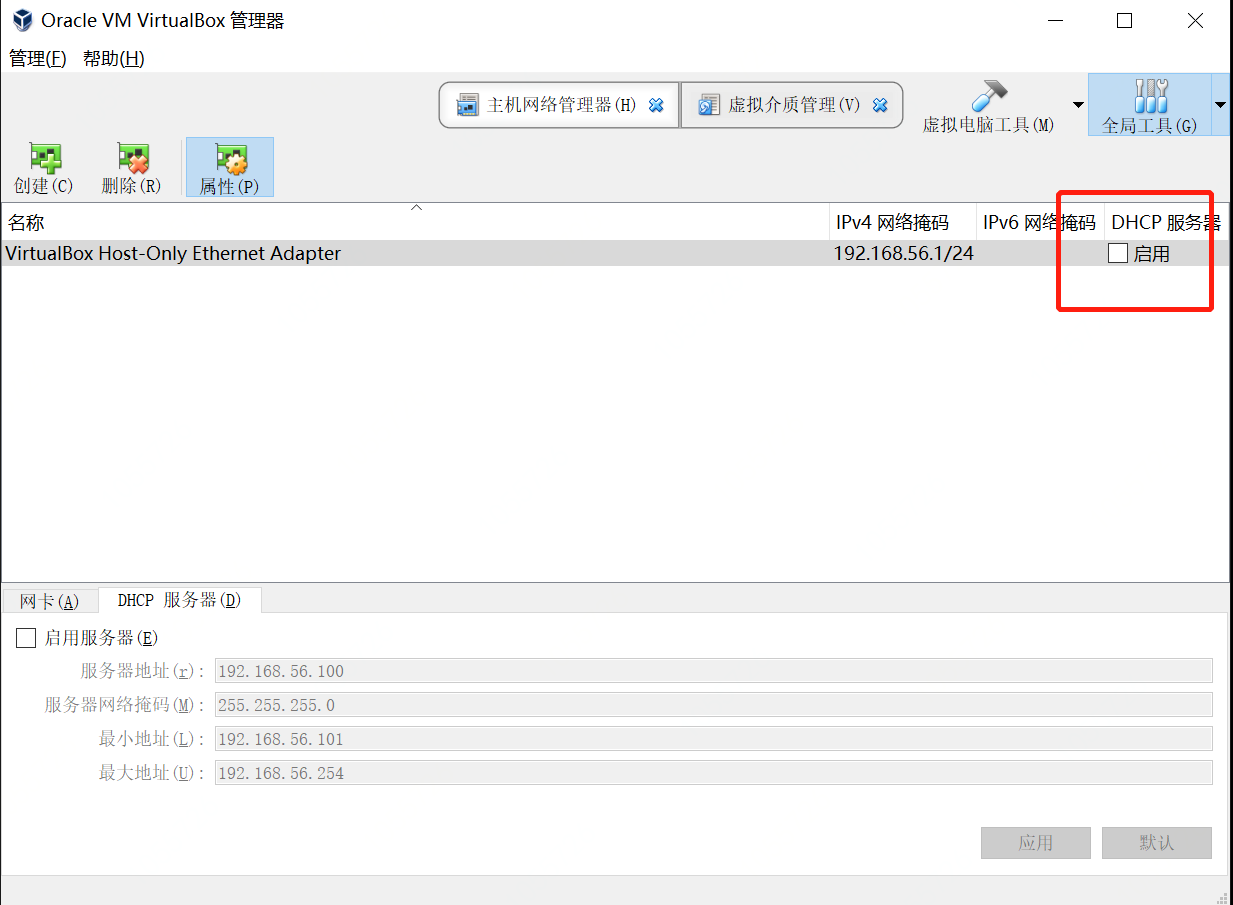 Oracle VM VirtualBox 管理器
管理(F) 帮助(H)
主机网络管理器(H) 虚拟介质管理(V) 虚拟电脑工具(M) 全局工具(G)
创建(C) 删除(R) 属性(P)
名称 IPv4 网络掩码 IPv6 网络掩码 DHCP 服务器
VirtualBox Host-Only Ethernet Adapter 192.168.56.1/24 启用
网卡(A) DHCP 服务器(D)
启用服务器(E)
服务器地址(r): 192.168.56.100
服务器网络掩码(M): 255.255.255.0
最小地址(L): 192.168.56.101
最大地址(U): 192.168.56.254
应用 默认